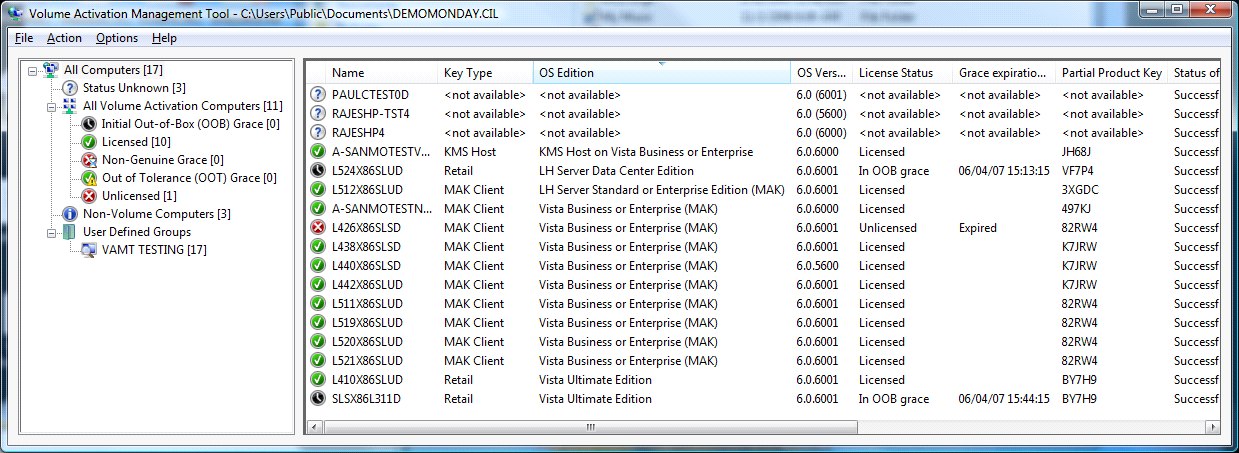 Volume Activation Management Tool - C:\Users\Public\Documents\DEMOMONDAY.CIL
File Action Options Help
All Computers [17]
Status Unknown [3]
All Volume Activation Computers [11]
Initial Out-of-Box (OOB) Grace [0]
Licensed [10]
Non-Genuine Grace [0]
Out of Tolerance (OOT) Grace [0]
Unlicensed [1]
Non-Volume Computers [3]
User Defined Groups
VAMT TESTING [17]
Name Key Type OS Edition OS Vers... License Status Grace expiratio... Partial Product Key Status of
PAULCTEST0D <not available> <not available> 6.0 (6001) <not available> <not available> <not available> Successf
RAJESHP-TST4 <not available> <not available> 6.0 (5600) <not available> <not available> <not available> Successf
RAJESHP4 <not available> <not available> 6.0 (6000) <not available> <not available> <not available> Successf
A-SANMOTESTV... KMS Host KMS Host on Vista Business or Enterprise 6.0.6000 Licensed JH68J Successf
L524X86SLUD Retail LH Server Data Center Edition 6.0.6001 In OOB grace 06/04/07 15:13:15 VF7P4 Successf
L512X86SLUD MAK Client LH Server Standard or Enterprise Edition (MAK) 6.0.6001 Licensed 3XGDC Successf
A-SANMOTESTN... MAK Client Vista Business or Enterprise (MAK) 6.0.6000 Licensed 497KJ Successf
L426X86SLSD MAK Client Vista Business or Enterprise (MAK) 6.0.6001 Unlicensed Expired 82RW4 Successf
L438X86SLUD MAK Client Vista Business or Enterprise (MAK) 6.0.6001 Licensed K7JRW Successf
L440X86SLSD MAK Client Vista Business or Enterprise (MAK) 6.0.5600 Licensed K7JRW Successf
L442X86SLUD MAK Client Vista Business or Enterprise (MAK) 6.0.6001 Licensed K7JRW Successf
L511X86SLUD MAK Client Vista Business or Enterprise (MAK) 6.0.6001 Licensed 82RW4 Successf
L519X86SLUD MAK Client Vista Business or Enterprise (MAK) 6.0.6001 Licensed 82RW4 Successf
L520X86SLUD MAK Client Vista Business or Enterprise (MAK) 6.0.6001 Licensed 82RW4 Successf
L521X86SLUD MAK Client Vista Business or Enterprise (MAK) 6.0.6001 Licensed 82RW4 Successf
L410X86SLUD Retail Vista Ultimate Edition 6.0.6001 Licensed BY7H9 Successf
SLSX86L311D Retail Vista Ultimate Edition 6.0.6001 In OOB grace 06/04/07 15:44:15 BY7H9 Successf